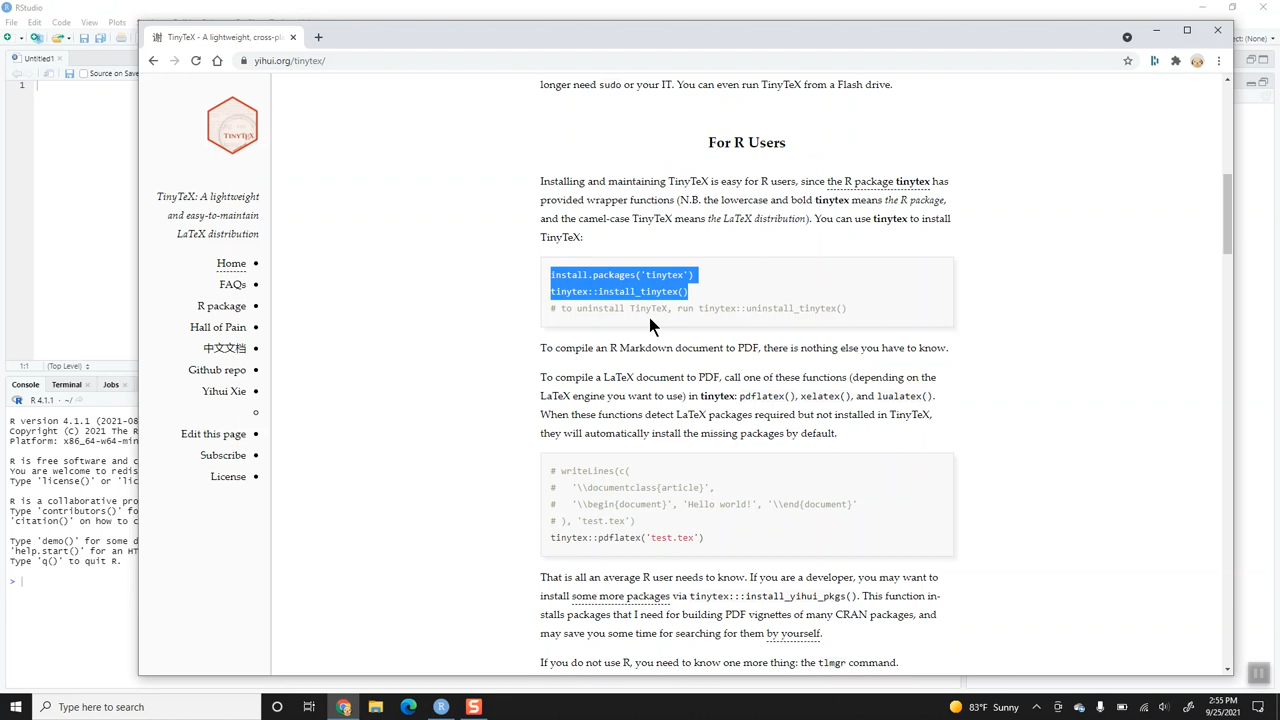 RStudio
File Edit Code View Plots
Untitled1
Source on Save
1
1:1 (Top Level)
Console Terminal Jobs
R 4.1.1 · ~/
R version 4.1.1 (2021-08
Copyright (C) 2021 The R
Platform: x86_64-w64-min
R is free software and c
You are welcome to redis
Type 'license()' or 'lic
R is a collaborative pro
Type 'contributors()' fo
'citation()' on how to c
Type 'demo()' for some d
'help.start()' for an HT
Type 'q()' to quit R.
>
谢 TinyTeX - A lightweight, cross-pl
yihui.org/tinytex/
ct: (None)
TINYTEX
TinyTeX: A lightweight
and easy-to-maintain
LaTeX distribution
Home
FAQs
R package
Hall of Pain
中文文档
Github repo
Yihui Xie
Edit this page
Subscribe
License
longer need sudo or your IT. You can even run TinyTeX from a Flash drive.
For R Users
Installing and maintaining TinyTeX is easy for R users, since the R package tinytex has
provided wrapper functions (N.B. the lowercase and bold tinytex means the R package,
and the camel-case TinyTeX means the LaTeX distribution). You can use tinytex to install
TinyTeX:
install.packages('tinytex')
tinytex::install_tinytex()
# to uninstall TinyTeX, run tinytex::uninstall_tinytex()
To compile an R Markdown document to PDF, there is nothing else you have to know.
To compile a LaTeX document to PDF, call one of these functions (depending on the
LaTeX engine you want to use) in tinytex: pdflatex(), xelatex(), and lualatex().
When these functions detect LaTeX packages required but not installed in TinyTeX,
they will automatically install the missing packages by default.
# writeLines(c(
#   '\\documentclass{article}',
#   '\\begin{document}', 'Hello world!', '\\end{document}'
# ), 'test.tex')
tinytex::pdflatex('test.tex')
That is all an average R user needs to know. If you are a developer, you may want to
install some more packages via tinytex:::install_yihui_pkgs(). This function in-
stalls packages that I need for building PDF vignettes of many CRAN packages, and
may save you some time for searching for them by yourself.
If you do not use R, you need to know one more thing: the tlmgr command.
Type here to search
83°F Sunny
2:55 PM
9/25/2021